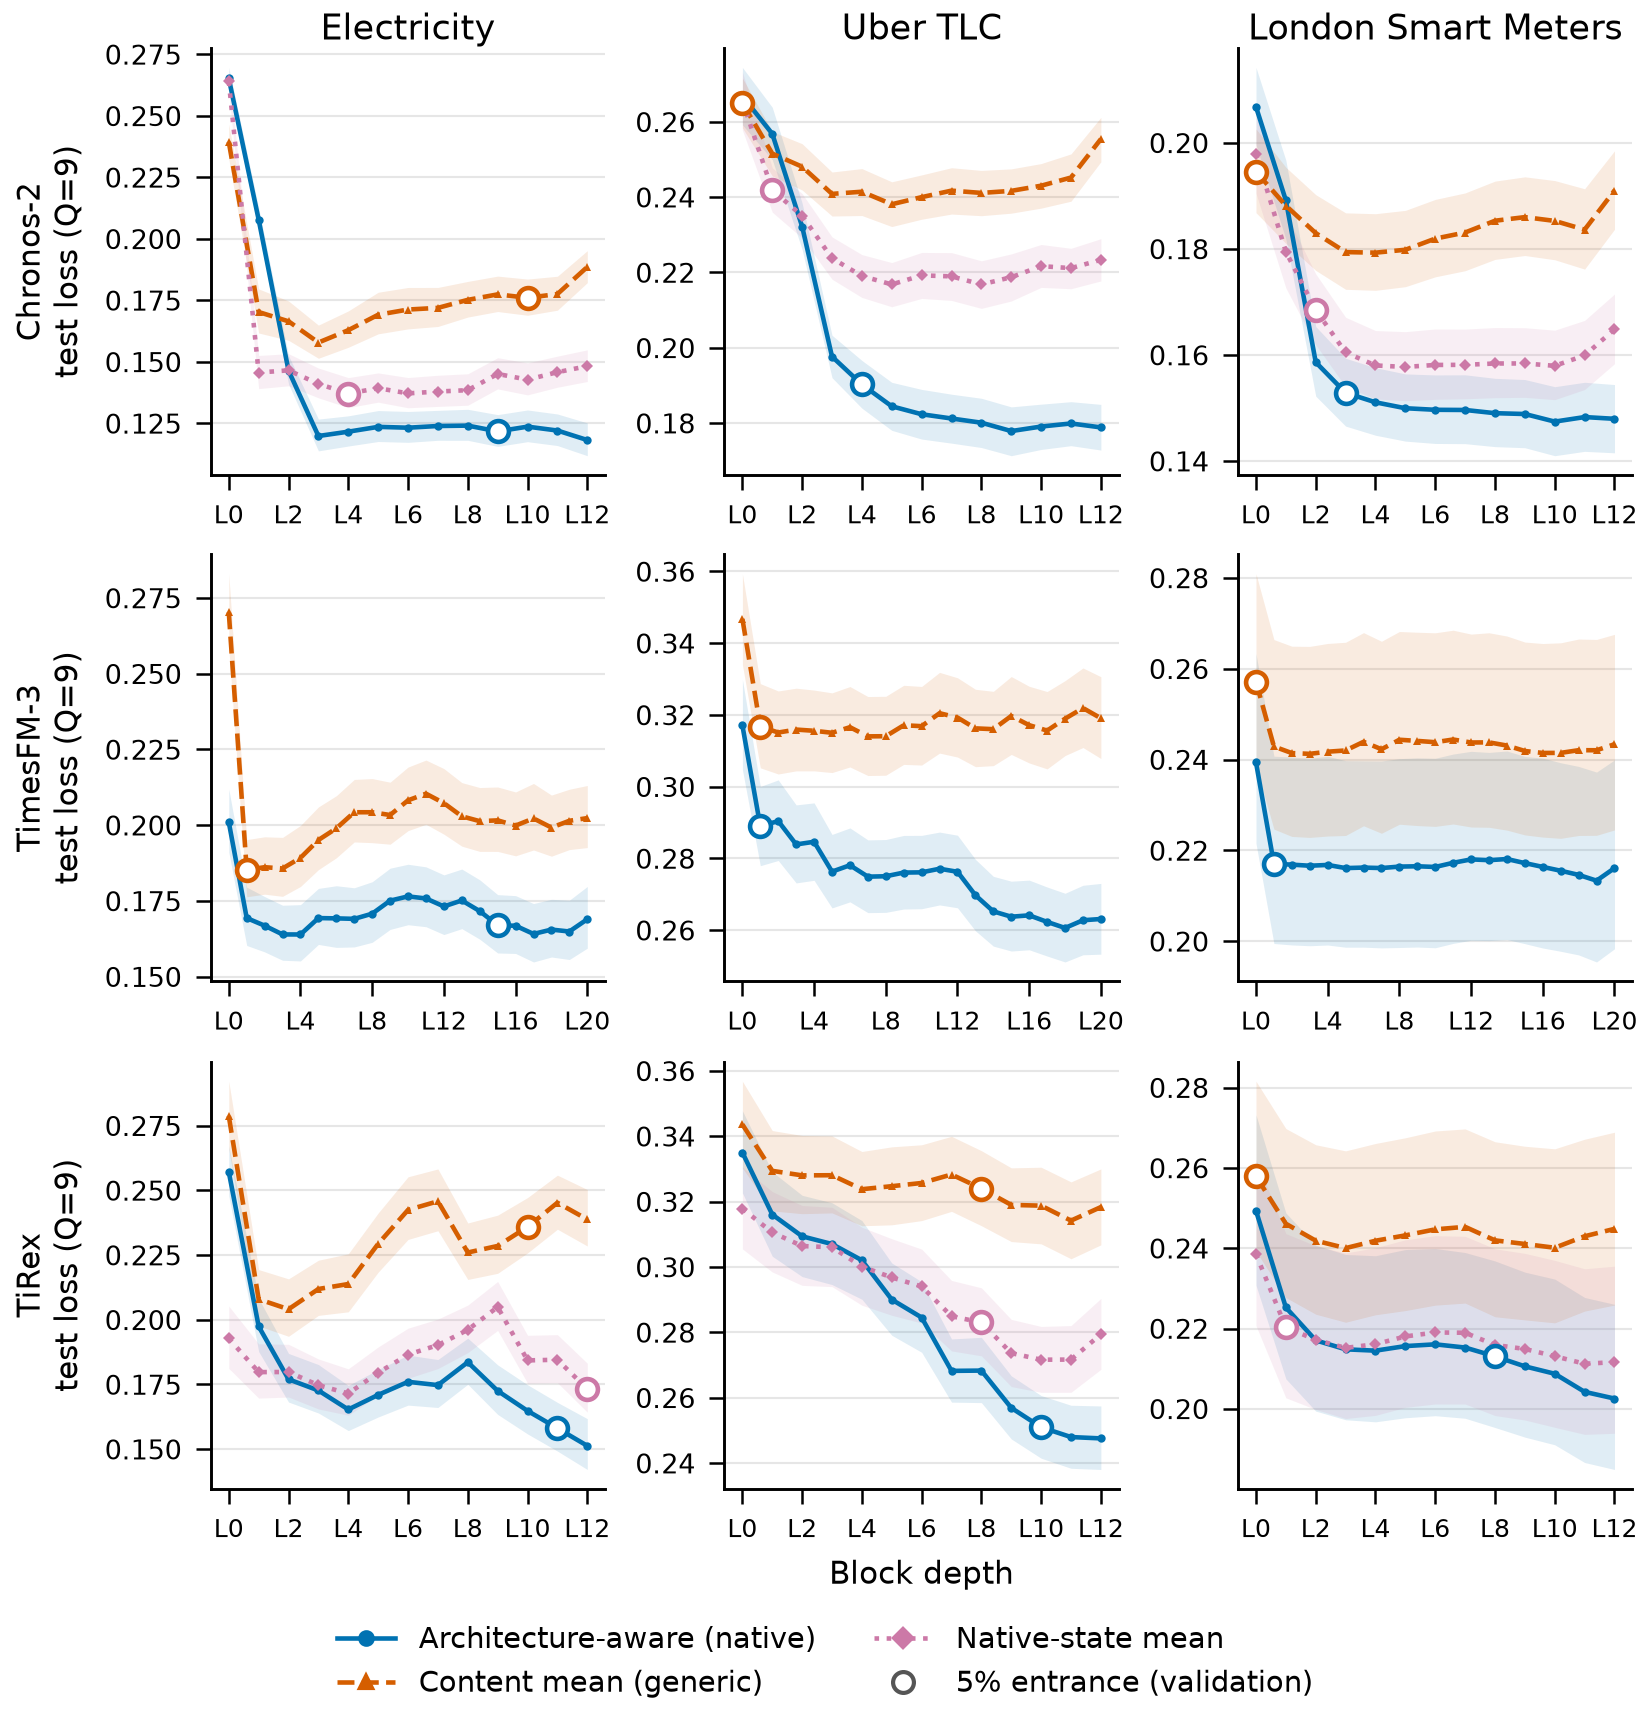 Electricity
Uber TLC
London Smart Meters
Chronos-2
test loss (Q=9)
0.275
0.250
0.225
0.200
0.175
0.150
0.125
L0 L2 L4 L6 L8 L10 L12
0.26
0.24
0.22
0.20
0.18
L0 L2 L4 L6 L8 L10 L12
0.20
0.18
0.16
0.14
L0 L2 L4 L6 L8 L10 L12
TimesFM-3
test loss (Q=9)
0.275
0.250
0.225
0.200
0.175
0.150
L0 L4 L8 L12 L16 L20
0.36
0.34
0.32
0.30
0.28
0.26
L0 L4 L8 L12 L16 L20
0.28
0.26
0.24
0.22
0.20
L0 L4 L8 L12 L16 L20
TiRex
test loss (Q=9)
0.275
0.250
0.225
0.200
0.175
0.150
L0 L2 L4 L6 L8 L10 L12
0.36
0.34
0.32
0.30
0.28
0.26
0.24
L0 L2 L4 L6 L8 L10 L12
0.28
0.26
0.24
0.22
0.20
L0 L2 L4 L6 L8 L10 L12
Block depth
Architecture-aware (native)
Content mean (generic)
Native-state mean
5% entrance (validation)